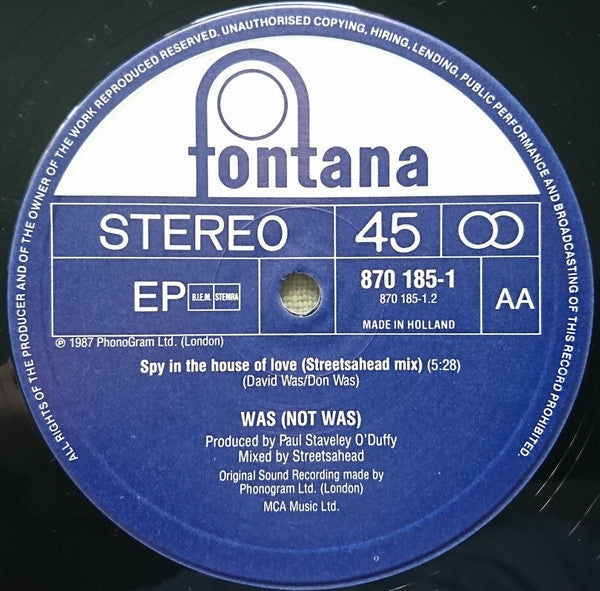 ALL RIGHTS OF THE PRODUCER AND OF THE OWNER OF THE WORK REPRODUCED RESERVED. UNAUTHORISED COPYING, HIRING, LENDING, PUBLIC PERFORMANCE AND BROADCASTING OF THIS RECORD PROHIBITED.
fontana
STEREO 45
EP B.I.E.M. STEMRA 870 185-1 AA
870 185-1.2
MADE IN HOLLAND
℗ 1987 PhonoGram Ltd. (London)
Spy in the house of love (Streetsahead mix) (5:28)
(David Was/Don Was)
WAS (NOT WAS)
Produced by Paul Staveley O'Duffy
Mixed by Streetsahead
Original Sound Recording made by
Phonogram Ltd. (London)
MCA Music Ltd.